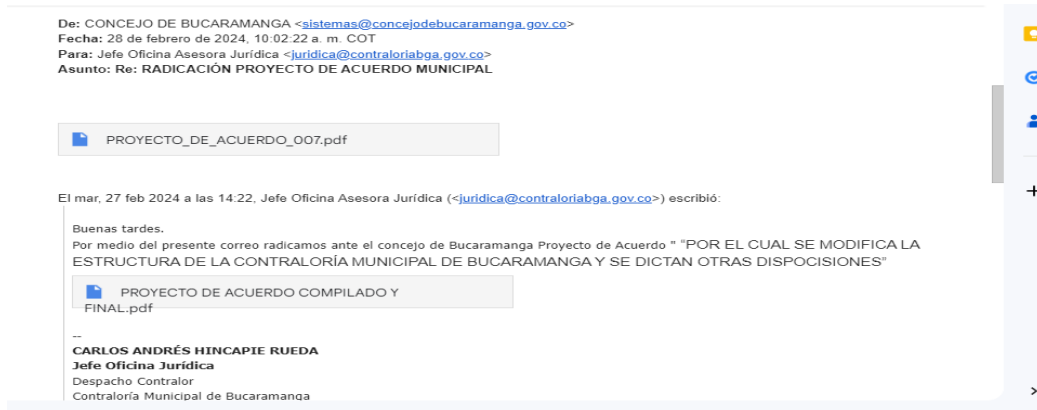 De: CONCEJO DE BUCARAMANGA <sistemas@concejodebucaramanga.gov.co>
Fecha: 28 de febrero de 2024, 10:02:22 a. m. COT
Para: Jefe Oficina Asesora Jurídica <juridica@contraloriabga.gov.co>
Asunto: Re: RADICACIÓN PROYECTO DE ACUERDO MUNICIPAL
PROYECTO_DE_ACUERDO_007.pdf
El mar, 27 feb 2024 a las 14:22, Jefe Oficina Asesora Jurídica (<juridica@contraloriabga.gov.co>) escribió:
Buenas tardes.
Por medio del presente correo radicamos ante el concejo de Bucaramanga Proyecto de Acuerdo " "POR EL CUAL SE MODIFICA LA
ESTRUCTURA DE LA CONTRALORÍA MUNICIPAL DE BUCARAMANGA Y SE DICTAN OTRAS DISPOCISIONES"
PROYECTO DE ACUERDO COMPILADO Y
FINAL.pdf
--
CARLOS ANDRÉS HINCAPIE RUEDA
Jefe Oficina Jurídica
Despacho Contralor
Contraloría Municipal de Bucaramanga